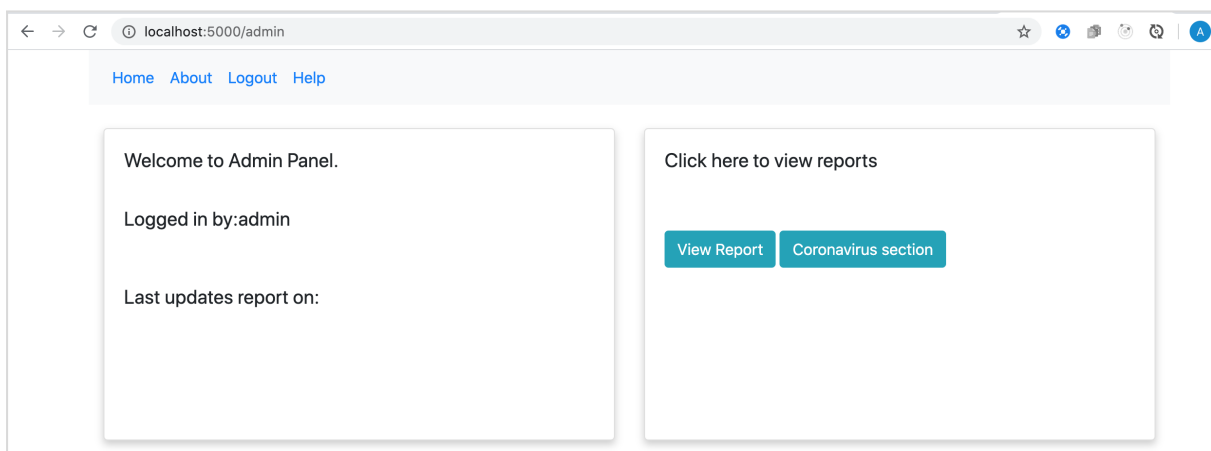 localhost:5000/admin
A
Home About Logout Help
Welcome to Admin Panel.
Logged in by:admin
Last updates report on:
Click here to view reports
View Report Coronavirus section